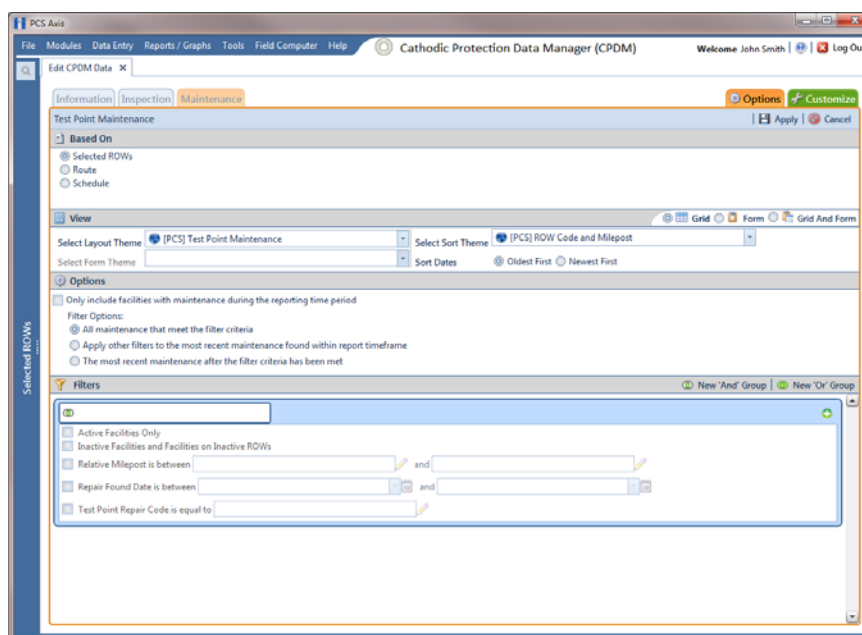 PCS Axis
File Modules Data Entry Reports / Graphs Tools Field Computer Help Cathodic Protection Data Manager (CPDM) Welcome John Smith Log Ou
Edit CPDM Data
Information Inspection Maintenance Options Customize
Test Point Maintenance Apply Cancel
Based On
Selected ROWs
Route
Schedule
View Grid Form Grid And Form
Select Layout Theme [PCS] Test Point Maintenance Select Sort Theme [PCS] ROW Code and Milepost
Select Form Theme Sort Dates Oldest First Newest First
Options
Only include facilities with maintenance during the reporting time period
Filter Options:
All maintenance that meet the filter criteria
Apply other filters to the most recent maintenance found within report timeframe
The most recent maintenance after the filter criteria has been met
Selected ROWs
Filters New 'And' Group New 'Or' Group
Active Facilities Only
Inactive Facilities and Facilities on Inactive ROWs
Relative Milepost is between and
Repair Found Date is between and
Test Point Repair Code is equal to